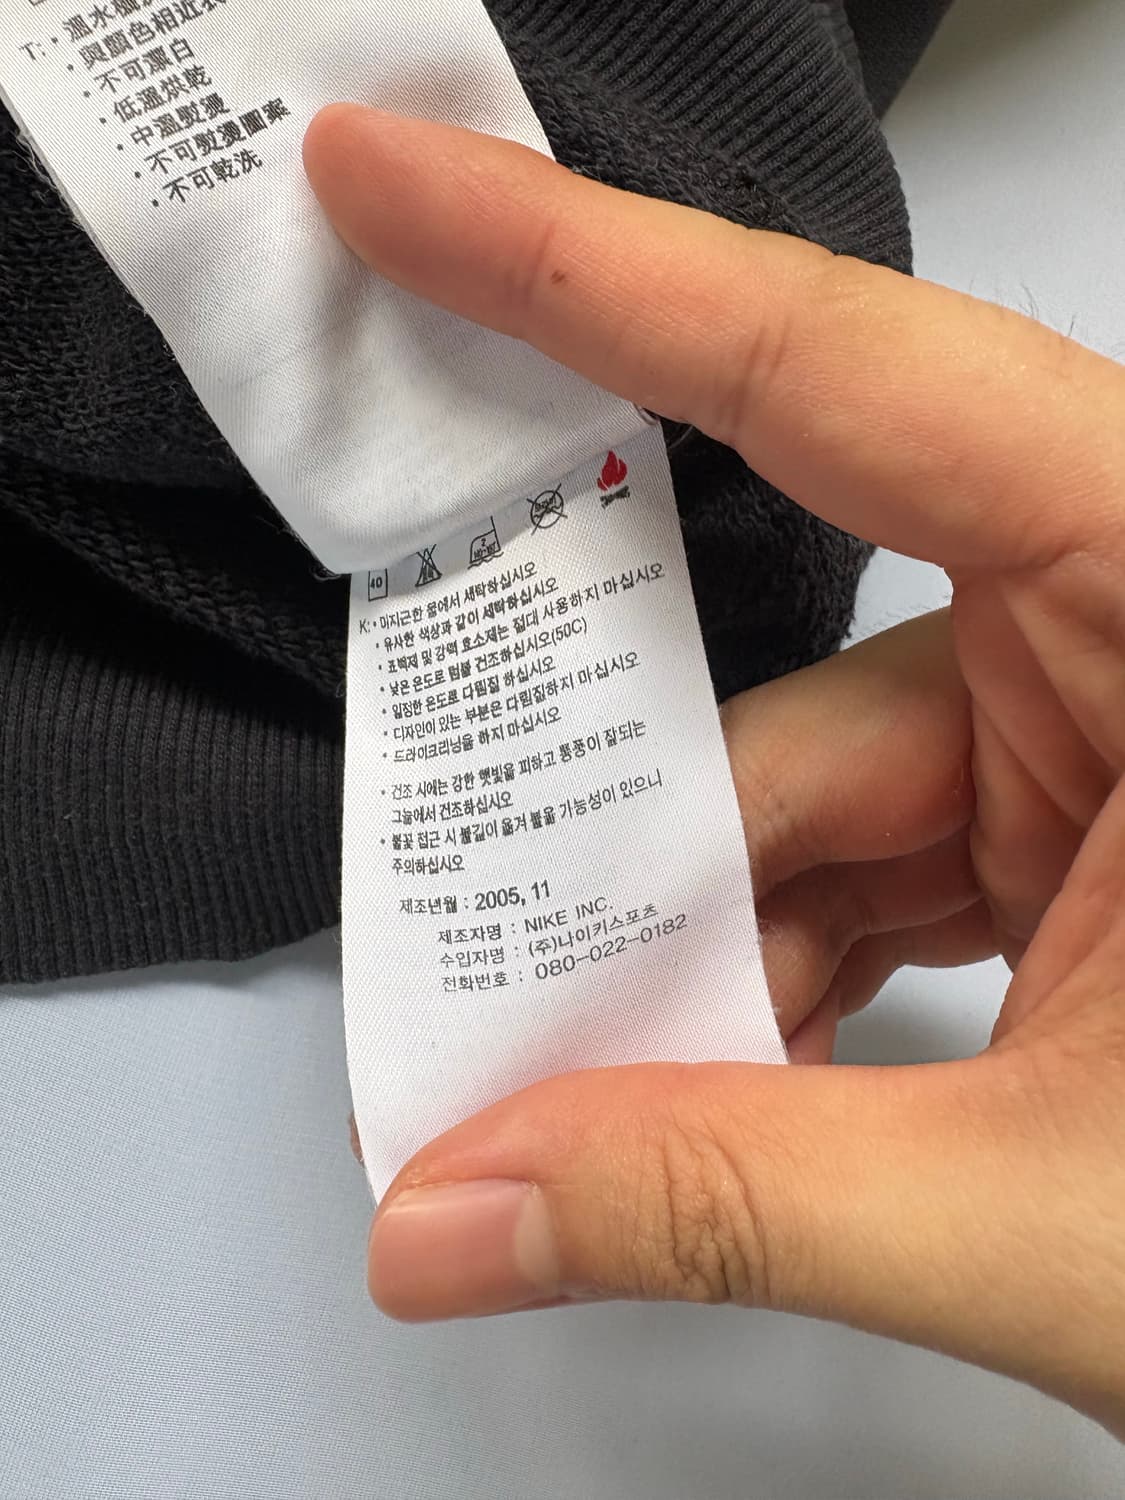 T: • 溫水
• 與顏色相近衣
• 不可漂白
• 低溫烘乾
• 中溫熨燙
• 不可熨燙圖案
• 不可乾洗
40
K: • 미지근한 물에서 세탁하십시오
• 유사한 색상과 같이 세탁하십시오
• 표백제 및 강력 효소제는 절대 사용하지 마십시오
• 낮은 온도로 텀블 건조하십시오(50C)
• 일정한 온도로 다림질 하십시오
• 디자인이 있는 부분은 다림질하지 마십시오
• 드라이크리닝을 하지 마십시오
• 건조 시에는 강한 햇빛을 피하고 통풍이 잘되는
그늘에서 건조하십시오
• 불꽃 접근 시 불길이 옮겨 붙을 가능성이 있으니
주의하십시오
제조년월 : 2005, 11
제조자명 : NIKE INC.
수입자명 : (주)나이키스포츠
전화번호 : 080-022-0182